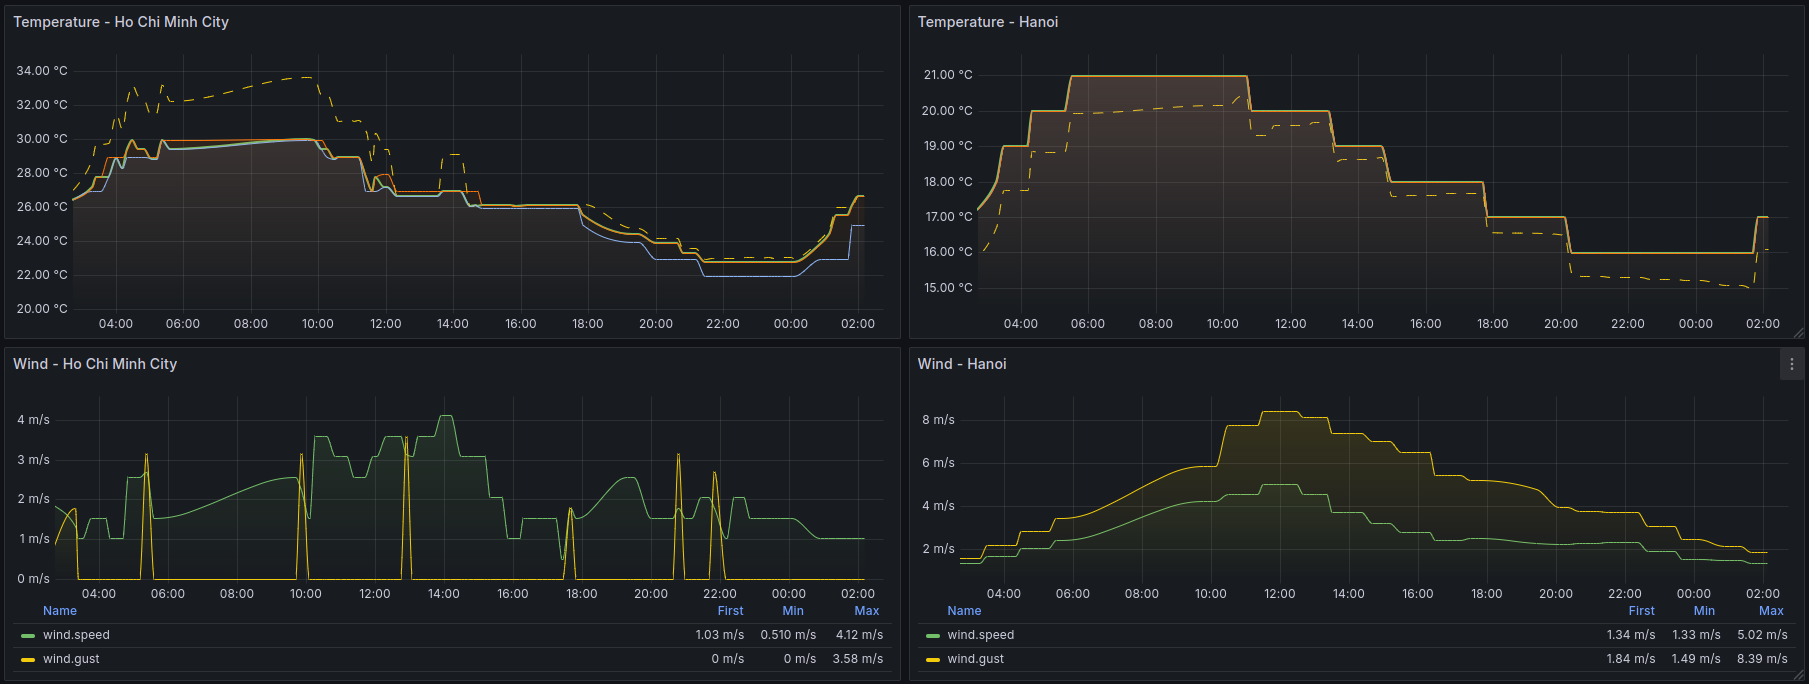 Temperature - Ho Chi Minh City
34.00 °C
32.00 °C
30.00 °C
28.00 °C
26.00 °C
24.00 °C
22.00 °C
20.00 °C
04:00 06:00 08:00 10:00 12:00 14:00 16:00 18:00 20:00 22:00 00:00 02:00
Temperature - Hanoi
21.00 °C
20.00 °C
19.00 °C
18.00 °C
17.00 °C
16.00 °C
15.00 °C
04:00 06:00 08:00 10:00 12:00 14:00 16:00 18:00 20:00 22:00 00:00 02:00
Wind - Ho Chi Minh City
4 m/s
3 m/s
2 m/s
1 m/s
0 m/s
04:00 06:00 08:00 10:00 12:00 14:00 16:00 18:00 20:00 22:00 00:00 02:00
Name First Min Max
wind.speed 1.03 m/s 0.510 m/s 4.12 m/s
wind.gust 0 m/s 0 m/s 3.58 m/s
Wind - Hanoi
8 m/s
6 m/s
4 m/s
2 m/s
04:00 06:00 08:00 10:00 12:00 14:00 16:00 18:00 20:00 22:00 00:00 02:00
Name First Min Max
wind.speed 1.34 m/s 1.33 m/s 5.02 m/s
wind.gust 1.84 m/s 1.49 m/s 8.39 m/s